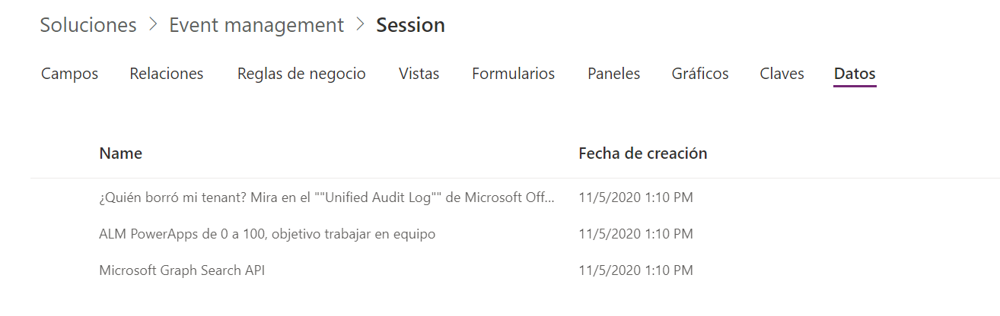 Soluciones > Event management > Session
Campos Relaciones Reglas de negocio Vistas Formularios Paneles Gráficos Claves Datos
Name Fecha de creación
¿Quién borró mi tenant? Mira en el ""Unified Audit Log"" de Microsoft Off... 11/5/2020 1:10 PM
ALM PowerApps de 0 a 100, objetivo trabajar en equipo 11/5/2020 1:10 PM
Microsoft Graph Search API 11/5/2020 1:10 PM